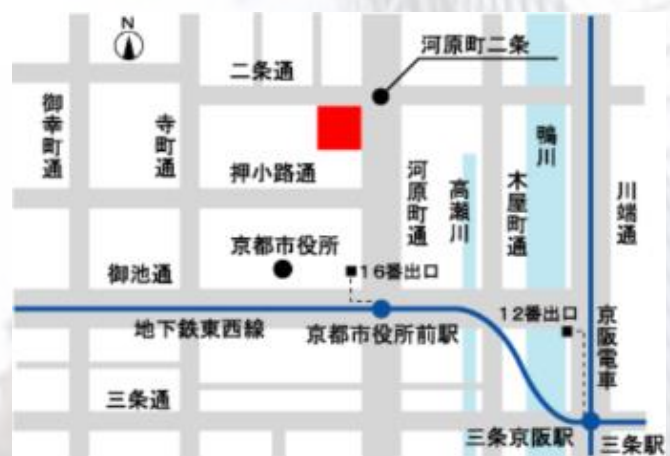 N
河原町二条
二条通
御幸町通
寺町通
鴨川
押小路通
河原町通
高瀬川
木屋町通
川端通
京都市役所
御池通
16番出口
12番出口
地下鉄東西線
京都市役所前駅
京阪電車
三条通
三条京阪駅
三条駅